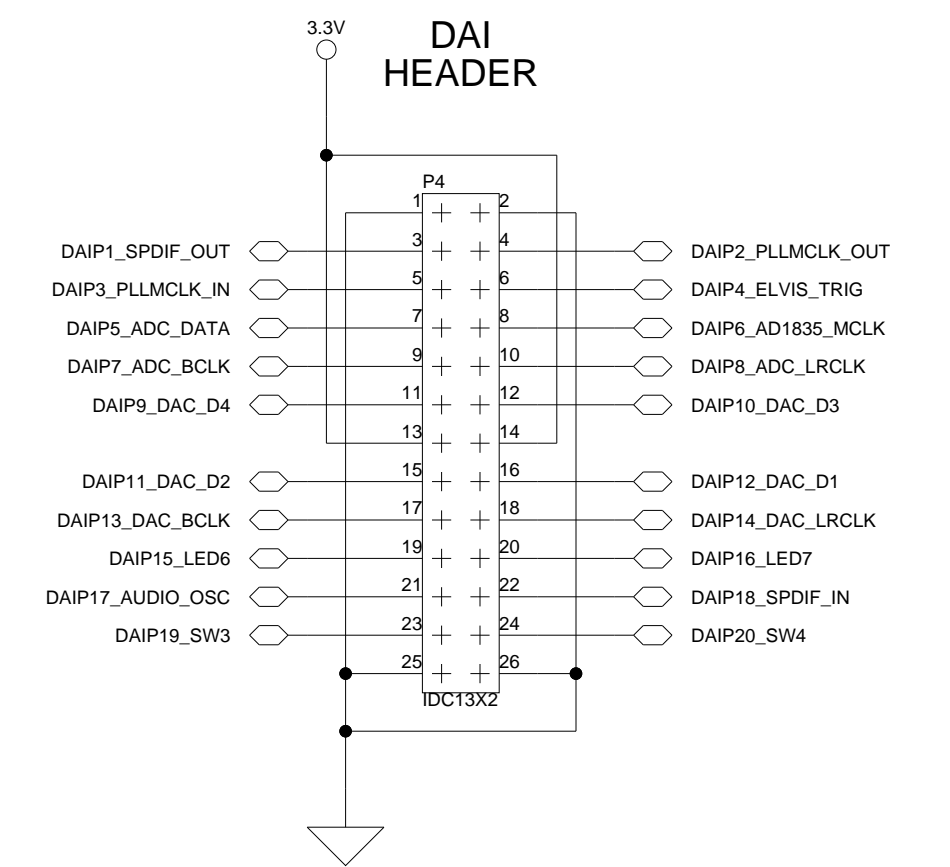 3.3V
DAI
HEADER
P4
1 2
DAIP1_SPDIF_OUT 3 4 DAIP2_PLLMCLK_OUT
DAIP3_PLLMCLK_IN 5 6 DAIP4_ELVIS_TRIG
DAIP5_ADC_DATA 7 8 DAIP6_AD1835_MCLK
DAIP7_ADC_BCLK 9 10 DAIP8_ADC_LRCLK
DAIP9_DAC_D4 11 12 DAIP10_DAC_D3
13 14
DAIP11_DAC_D2 15 16 DAIP12_DAC_D1
DAIP13_DAC_BCLK 17 18 DAIP14_DAC_LRCLK
DAIP15_LED6 19 20 DAIP16_LED7
DAIP17_AUDIO_OSC 21 22 DAIP18_SPDIF_IN
DAIP19_SW3 23 24 DAIP20_SW4
25 26
IDC13X2